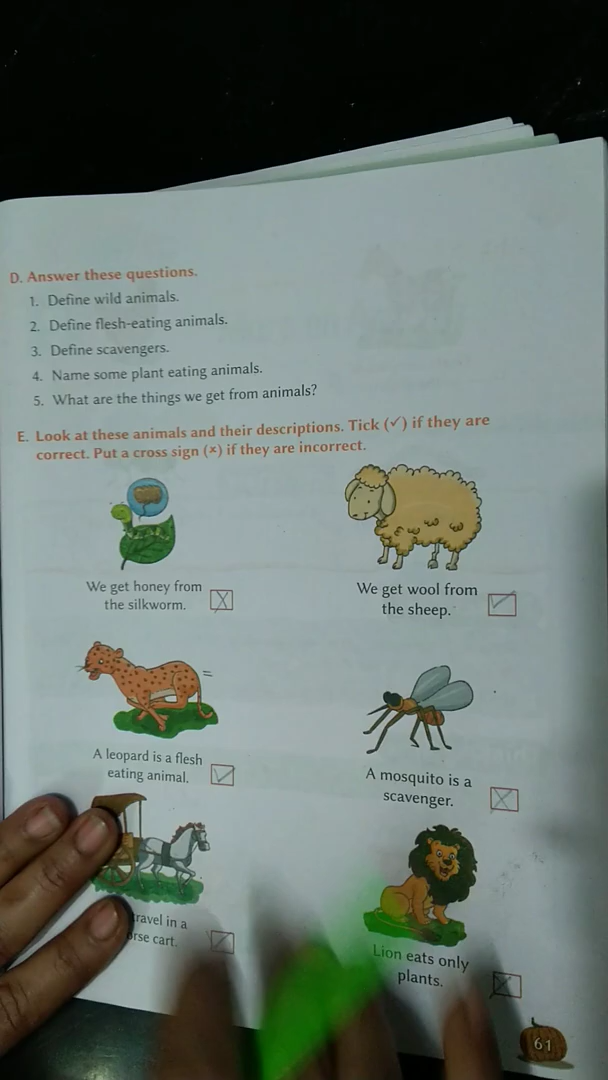 D. Answer these questions.
1. Define wild animals.
2. Define flesh-eating animals.
3. Define scavengers.
4. Name some plant eating animals.
5. What are the things we get from animals?
E. Look at these animals and their descriptions. Tick (✓) if they are
correct. Put a cross sign (×) if they are incorrect.
We get honey from
the silkworm.
We get wool from
the sheep.
A leopard is a flesh
eating animal.
A mosquito is a
scavenger.
travel in a
cart.
Lion eats only
plants.
61